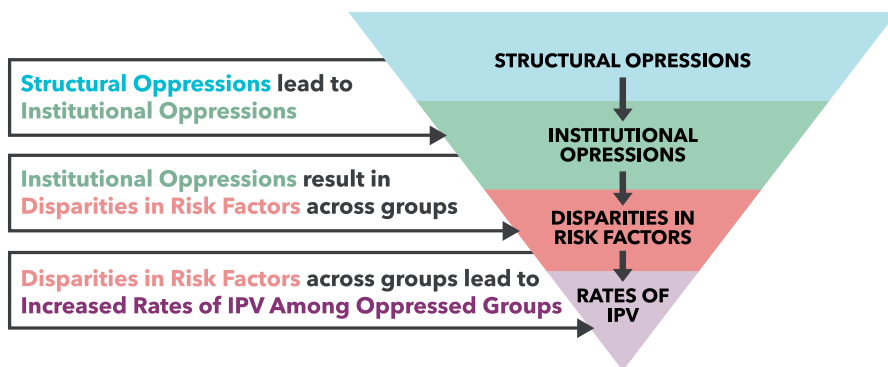 Structural Oppressions lead to
Institutional Oppressions
Institutional Oppressions result in
Disparities in Risk Factors across groups
Disparities in Risk Factors across groups lead to
Increased Rates of IPV Among Oppressed Groups
STRUCTURAL OPRESSIONS
INSTITUTIONAL
OPRESSIONS
DISPARITIES IN
RISK FACTORS
RATES OF
IPV